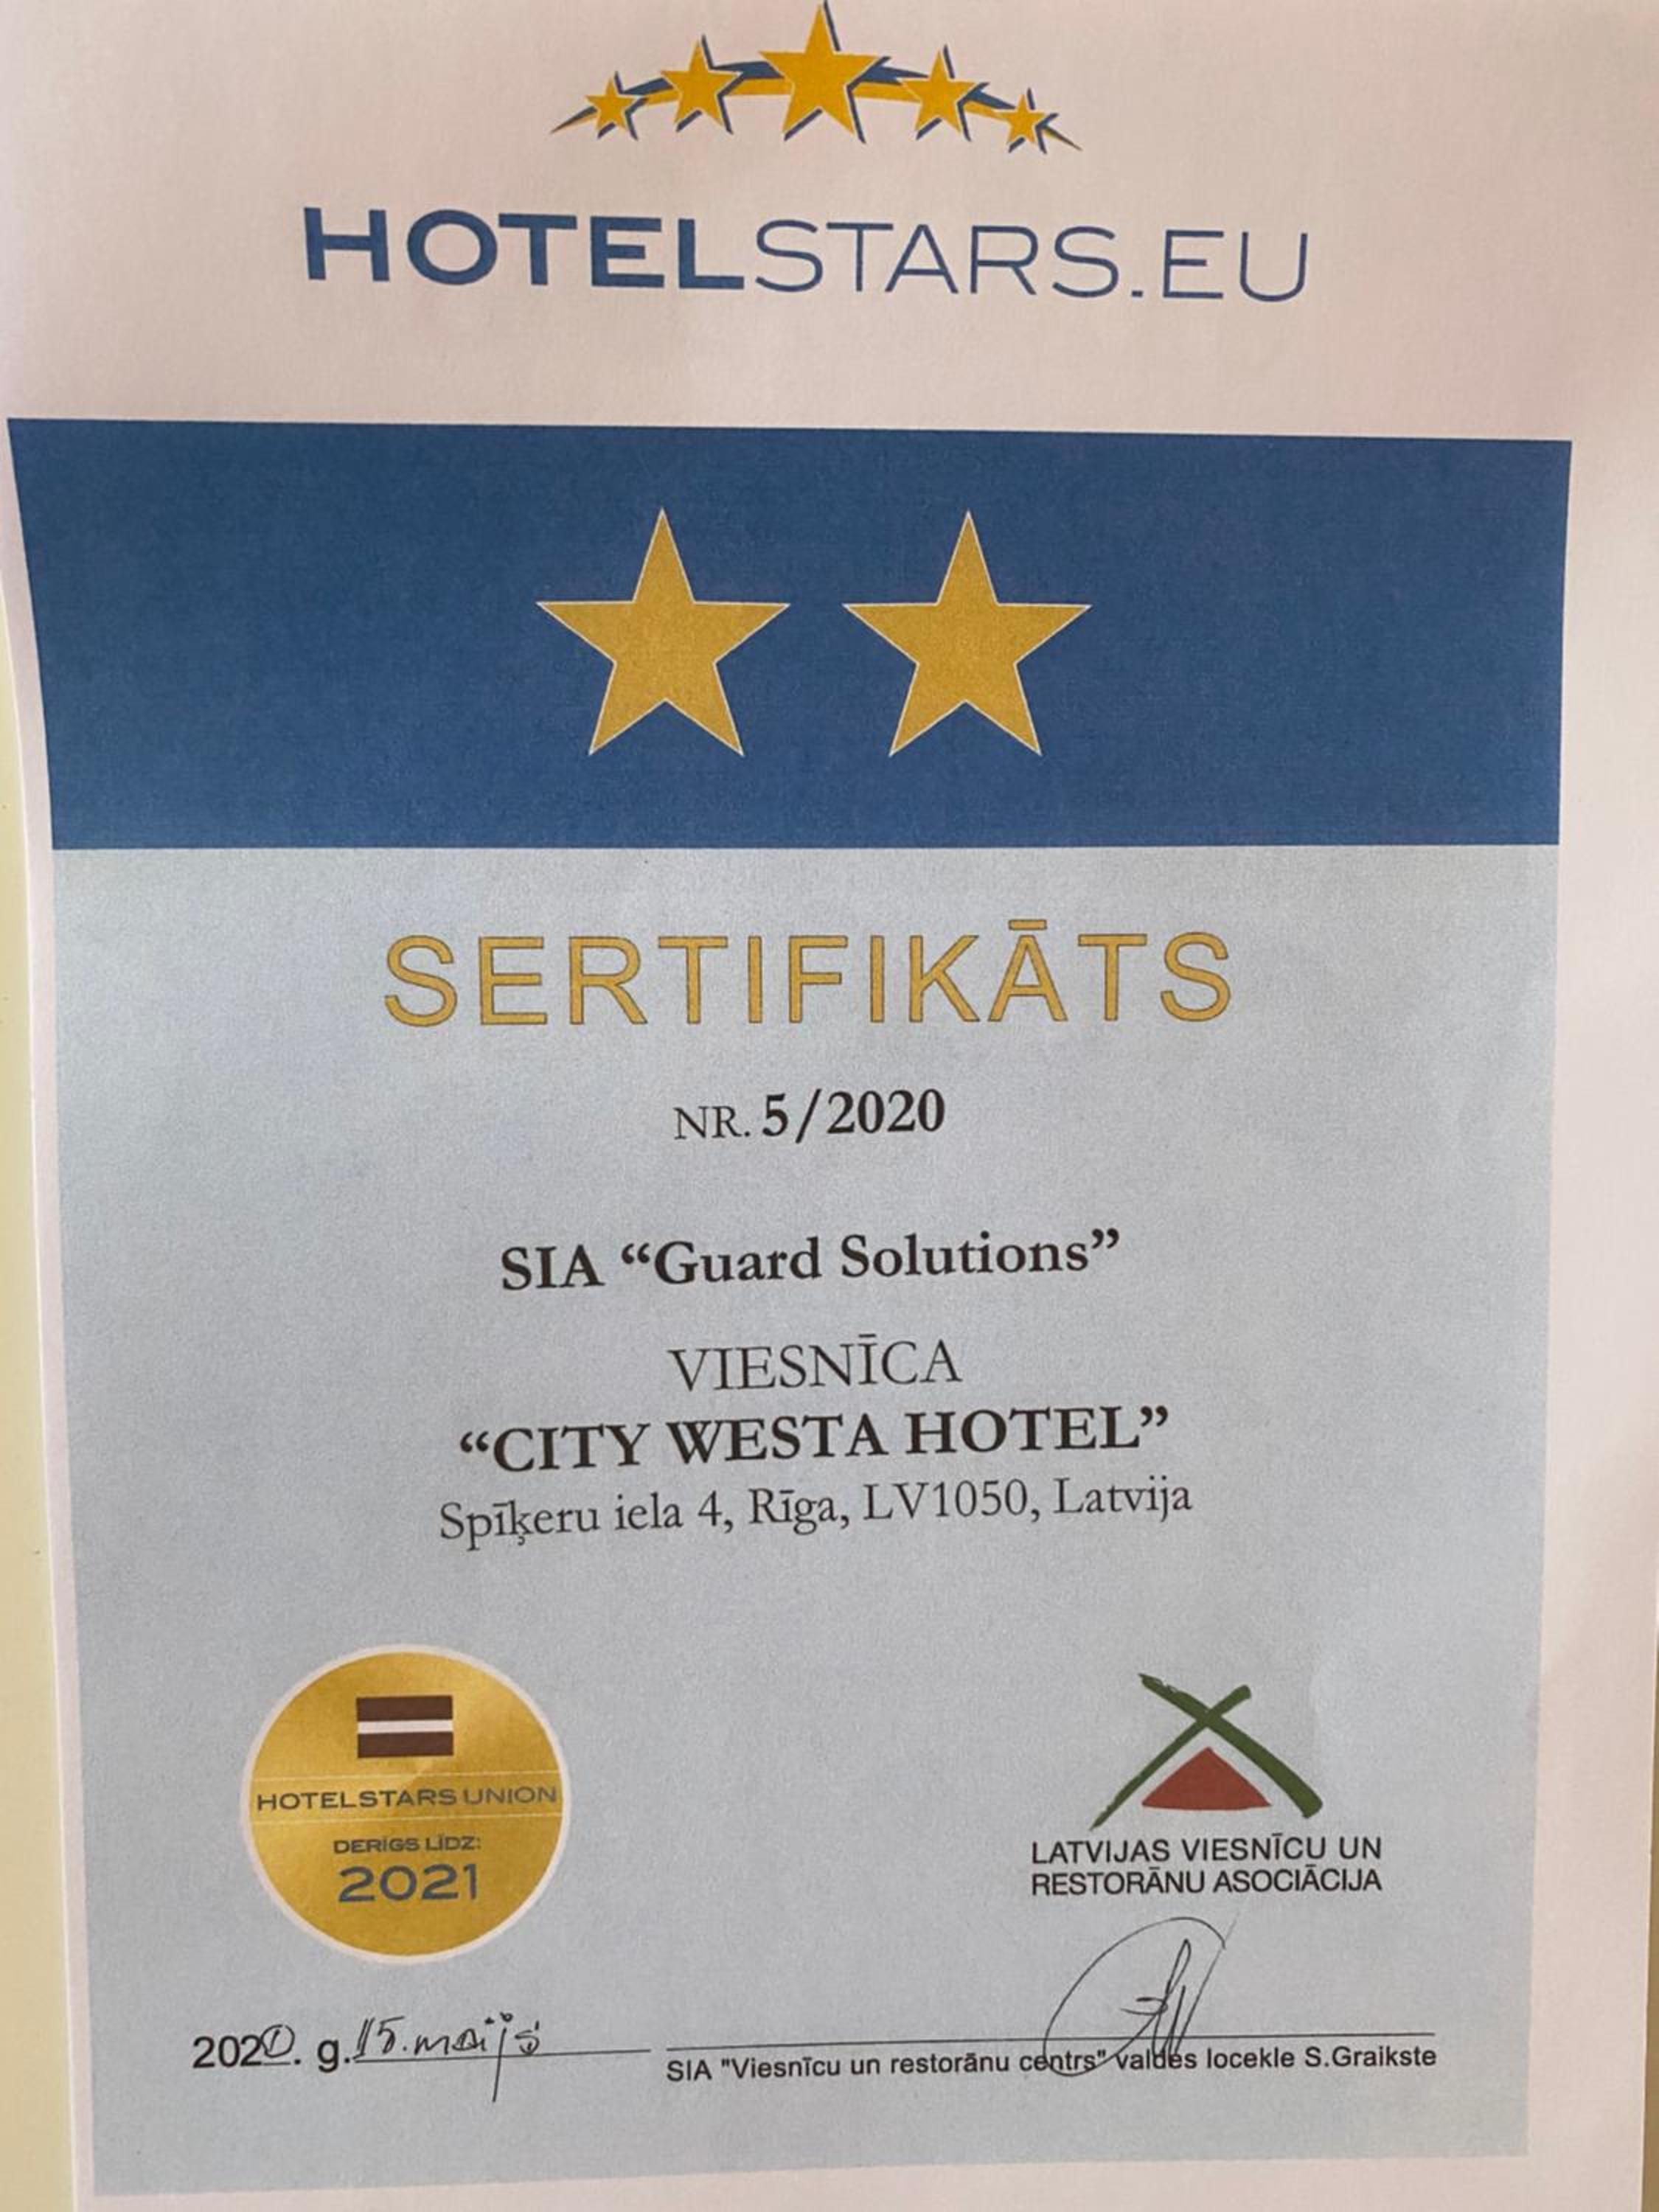 HOTELSTARS.EU
SERTIFIKĀTS
NR. 5/2020
SIA “Guard Solutions”
VIESNĪCA
“CITY WESTA HOTEL”
Spīķeru iela 4, Rīga, LV1050, Latvija
HOTELSTARS UNION
DERĪGS LĪDZ:
2021
LATVIJAS VIESNĪCU UN
RESTORĀNU ASOCIĀCIJA
2020. g. 15. maijs
SIA "Viesnīcu un restorānu centrs" valdes locekle S.Graikste